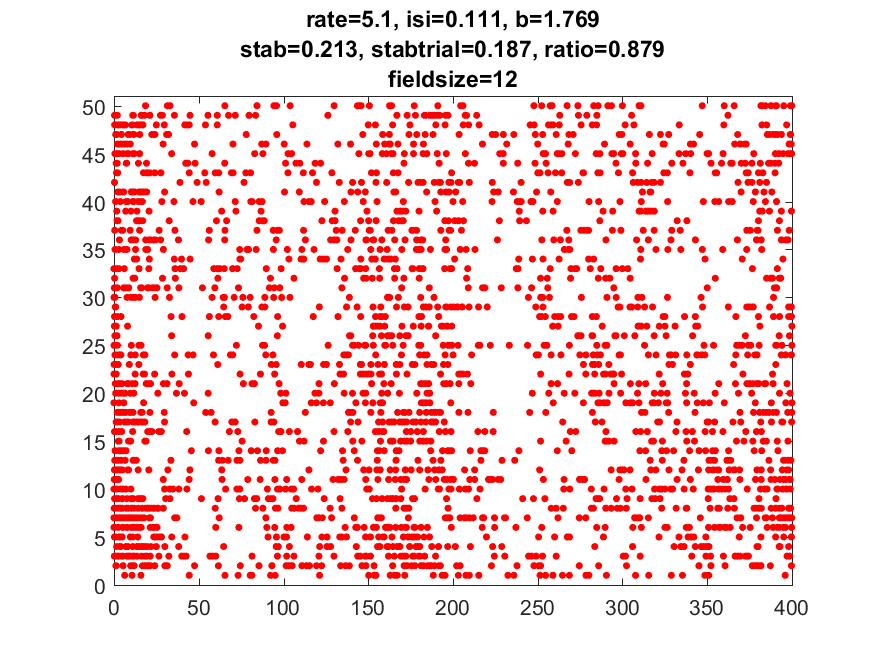 rate=5.1, isi=0.111, b=1.769
stab=0.213, stabtrial=0.187, ratio=0.879
fieldsize=12
50
45
40
35
30
25
20
15
10
5
0
0 50 100 150 200 250 300 350 400